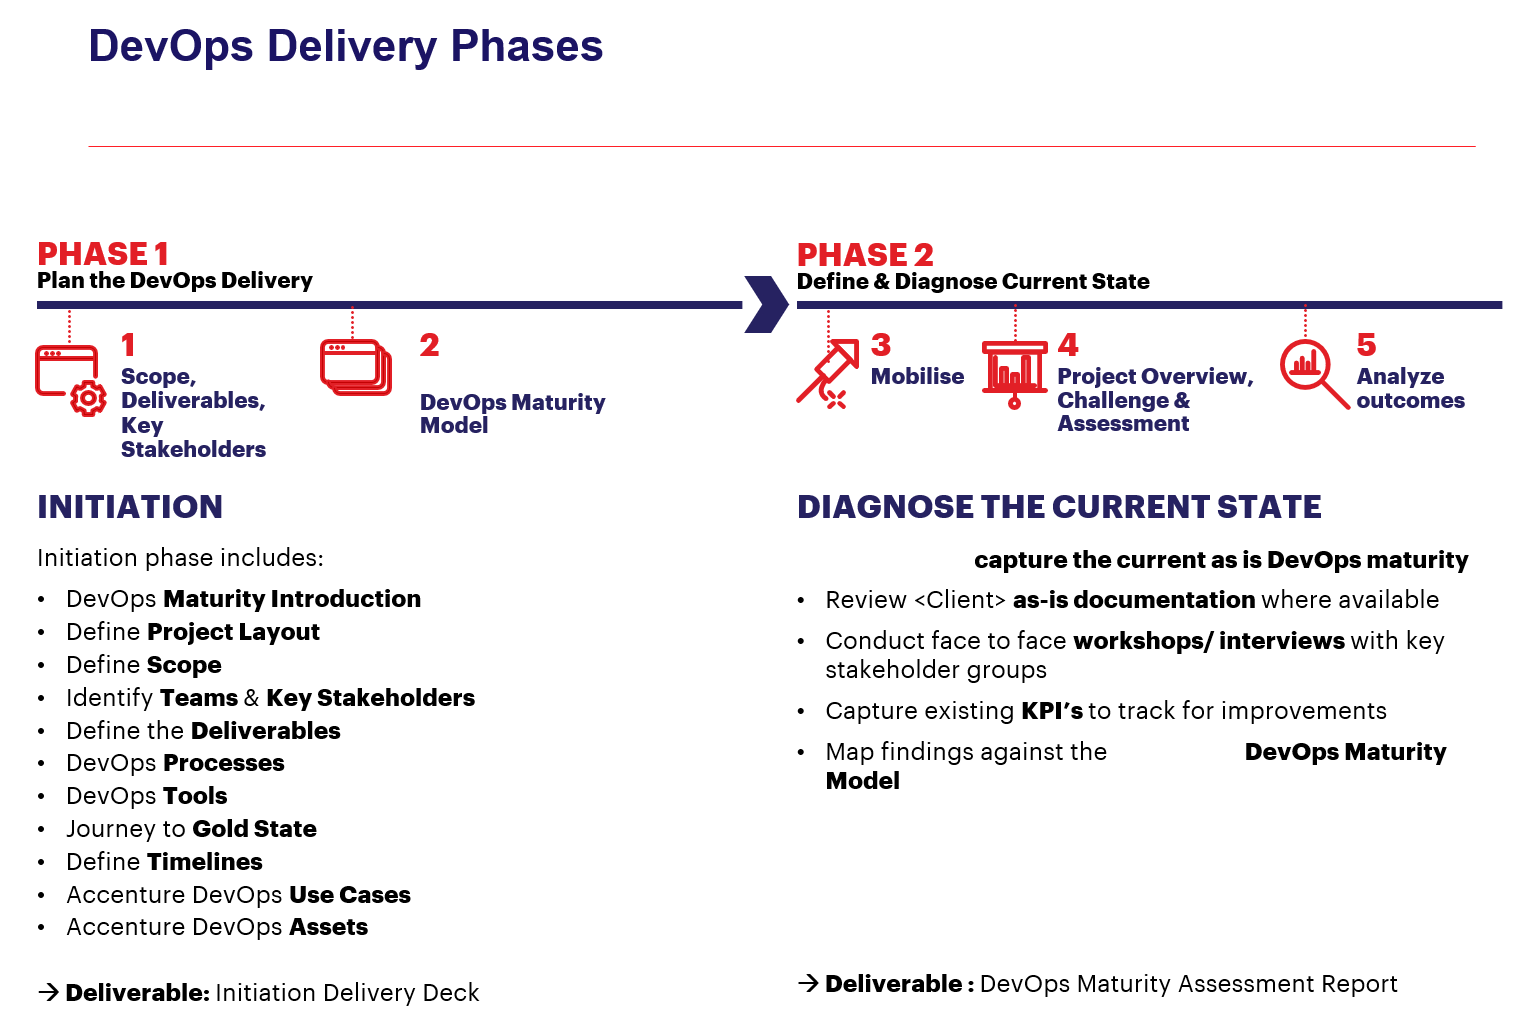 DevOps Delivery Phases
PHASE 1
Plan the DevOps Delivery
1
Scope,
Deliverables,
Key
Stakeholders
2
DevOps Maturity
Model
INITIATION
Initiation phase includes:
• DevOps Maturity Introduction
• Define Project Layout
• Define Scope
• Identify Teams & Key Stakeholders
• Define the Deliverables
• DevOps Processes
• DevOps Tools
• Journey to Gold State
• Define Timelines
• Accenture DevOps Use Cases
• Accenture DevOps Assets
→ Deliverable: Initiation Delivery Deck
PHASE 2
Define & Diagnose Current State
3
Mobilise
4
Project Overview,
Challenge &
Assessment
5
Analyze
outcomes
DIAGNOSE THE CURRENT STATE
capture the current as is DevOps maturity
• Review <Client> as-is documentation where available
• Conduct face to face workshops/ interviews with key
stakeholder groups
• Capture existing KPI’s to track for improvements
• Map findings against the DevOps Maturity
Model
→ Deliverable : DevOps Maturity Assessment Report